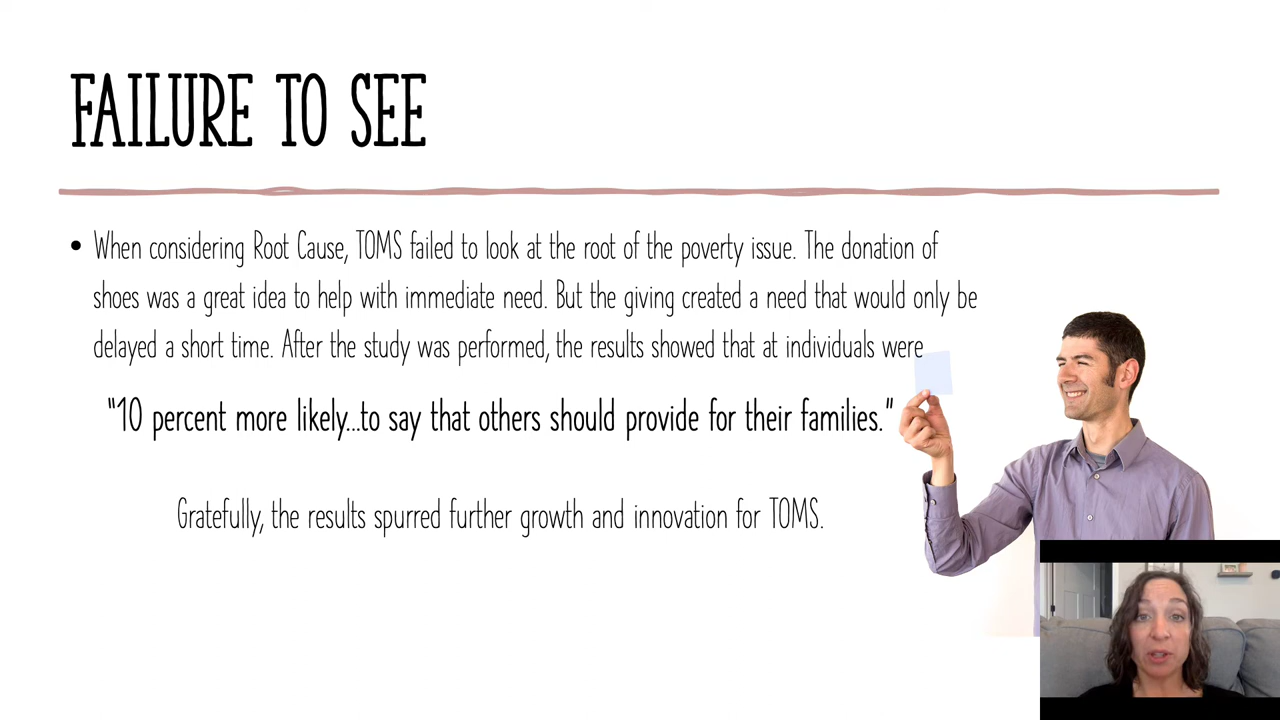 FAILURE TO SEE
• When considering Root Cause, TOMS failed to look at the root of the poverty issue. The donation of
shoes was a great idea to help with immediate need. But the giving created a need that would only be
delayed a short time. After the study was performed, the results showed that at individuals were
"10 percent more likely...to say that others should provide for their families."
Gratefully, the results spurred further growth and innovation for TOMS.